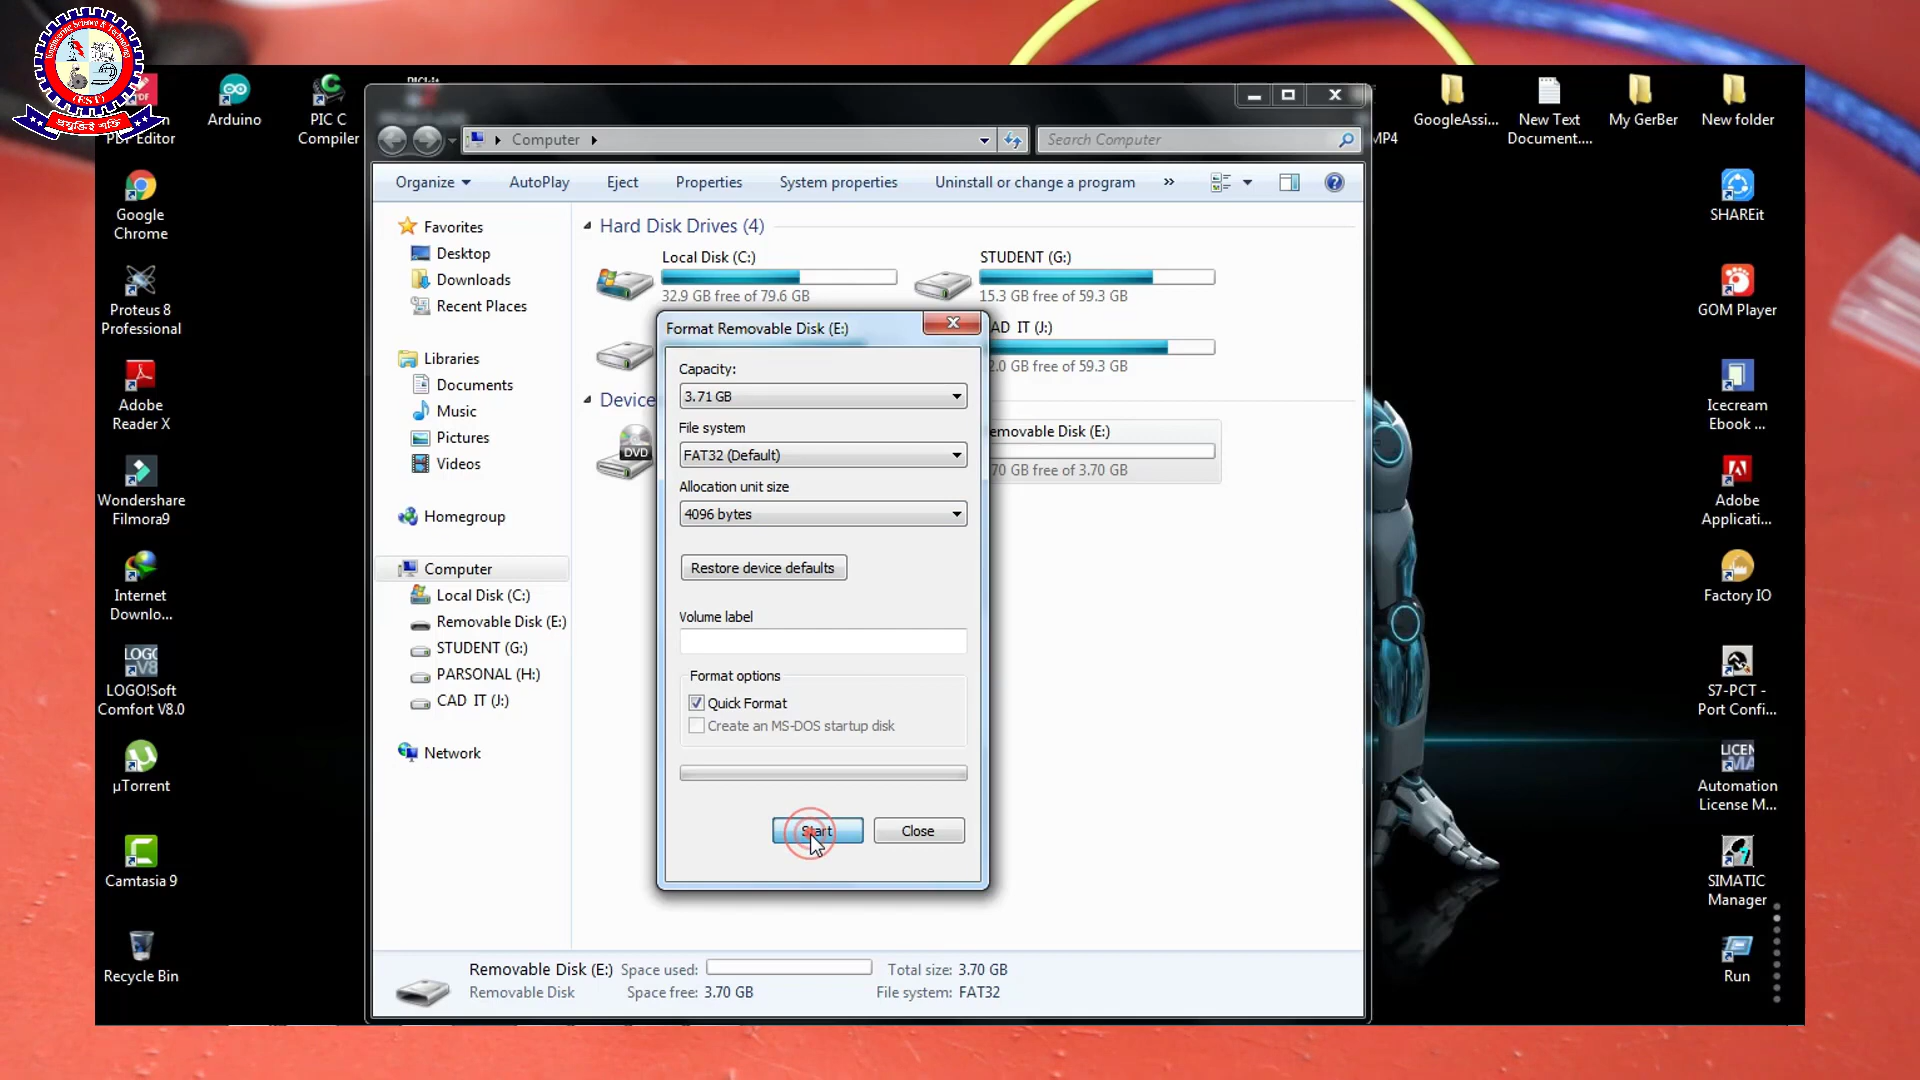 Engineering Science & Technology
(EST)
প্রযুক্তিই শক্তি
PDF Editor
Arduino
PIC C
Compiler
PICkit
MP4
GoogleAssi...
New Text
Document....
My GerBer
New folder
Computer
Search Computer
Organize
AutoPlay
Eject
Properties
System properties
Uninstall or change a program
»
Google
Chrome
Proteus 8
Professional
Adobe
Reader X
Wondershare
Filmora9
Internet
Downlo...
LOGO!Soft
Comfort V8.0
µTorrent
Camtasia 9
Recycle Bin
Favorites
Desktop
Downloads
Recent Places
Libraries
Documents
Music
Pictures
Videos
Homegroup
Computer
Local Disk (C:)
Removable Disk (E:)
STUDENT (G:)
PARSONAL (H:)
CAD IT (J:)
Network
Hard Disk Drives (4)
Local Disk (C:)
32.9 GB free of 79.6 GB
STUDENT (G:)
15.3 GB free of 59.3 GB
AD IT (J:)
2.0 GB free of 59.3 GB
Device
DVD
emovable Disk (E:)
70 GB free of 3.70 GB
Format Removable Disk (E:)
Capacity:
3.71 GB
File system
FAT32 (Default)
Allocation unit size
4096 bytes
Restore device defaults
Volume label
Format options
Quick Format
Create an MS-DOS startup disk
Start
Close
Removable Disk (E:) Space used: Total size: 3.70 GB
Removable Disk Space free: 3.70 GB File system: FAT32
SHAREit
GOM Player
Icecream
Ebook ...
Adobe
Applicati...
Factory IO
S7-PCT -
Port Confi...
Automation
License M...
SIMATIC
Manager
Run